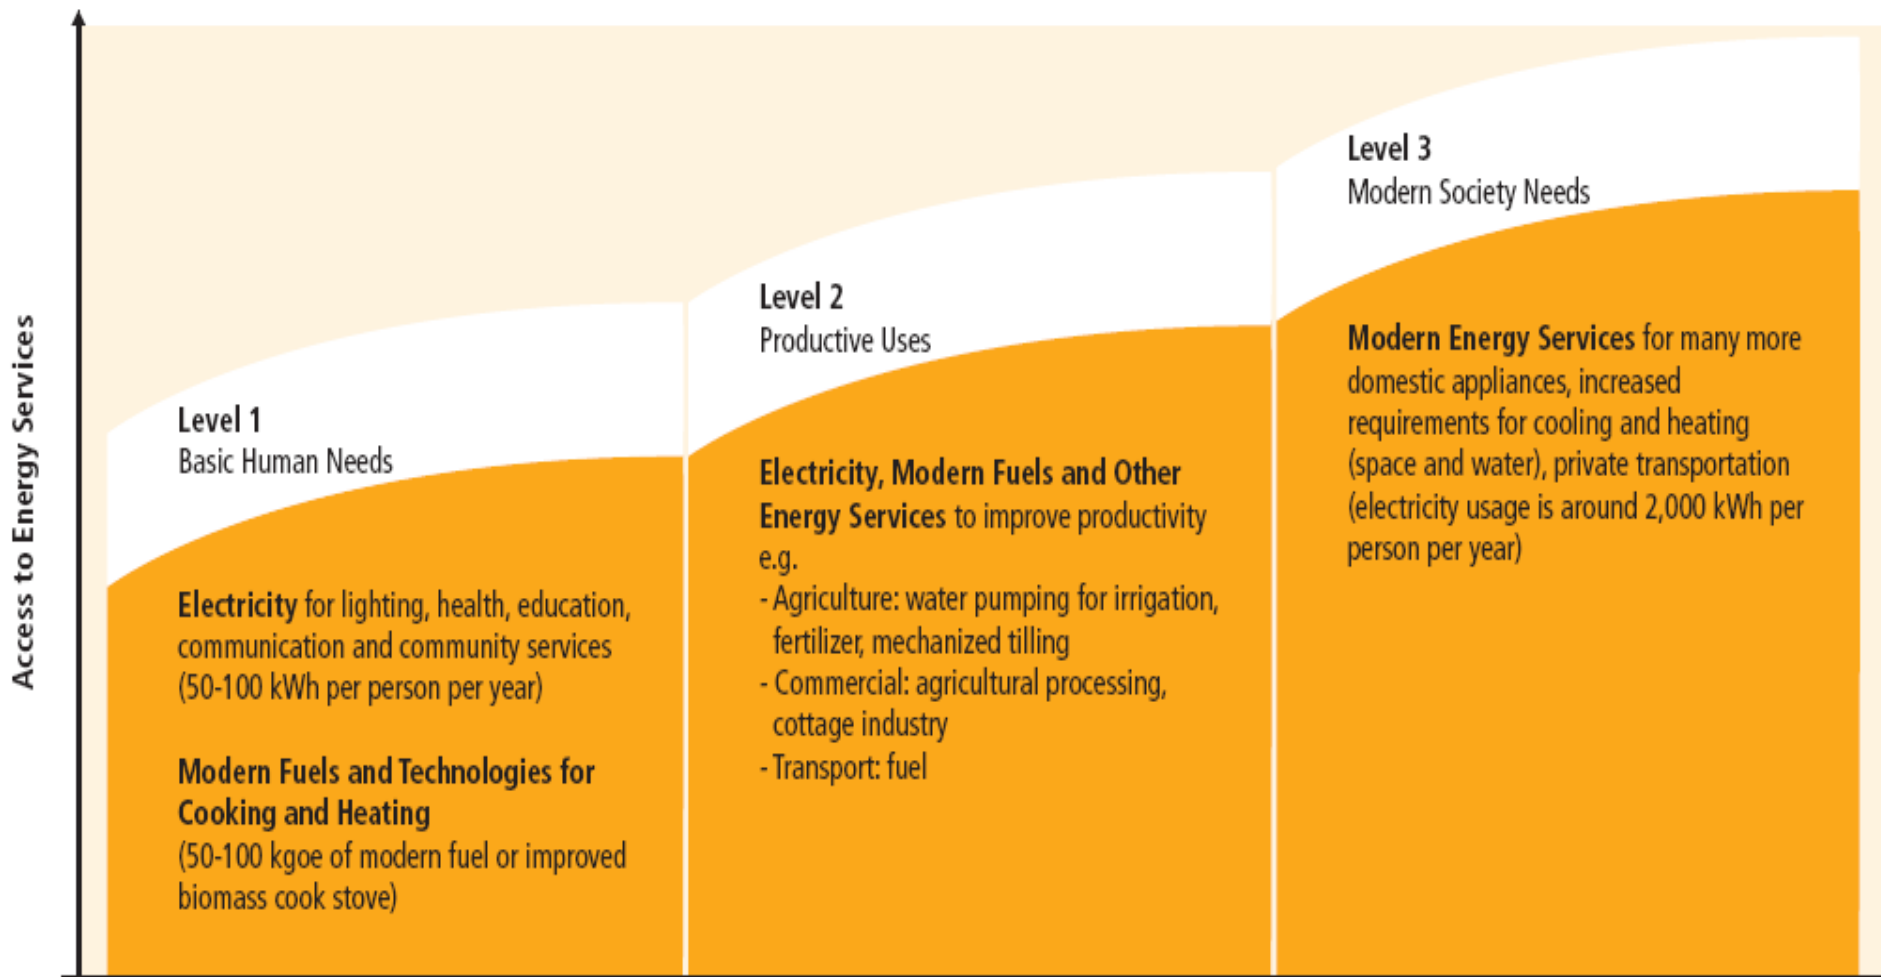 Access to Energy Services
Level 1
Basic Human Needs
Electricity for lighting, health, education,
communication and community services
(50-100 kWh per person per year)
Modern Fuels and Technologies for
Cooking and Heating
(50-100 kgoe of modern fuel or improved
biomass cook stove)
Level 2
Productive Uses
Electricity, Modern Fuels and Other
Energy Services to improve productivity
e.g.
- Agriculture: water pumping for irrigation,
fertilizer, mechanized tilling
- Commercial: agricultural processing,
cottage industry
- Transport: fuel
Level 3
Modern Society Needs
Modern Energy Services for many more
domestic appliances, increased
requirements for cooling and heating
(space and water), private transportation
(electricity usage is around 2,000 kWh per
person per year)